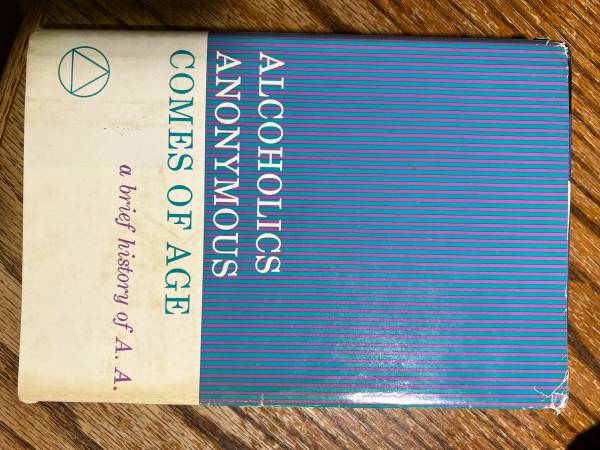 ALCOHOLICS
ANONYMOUS
COMES OF AGE
a brief history of A. A.